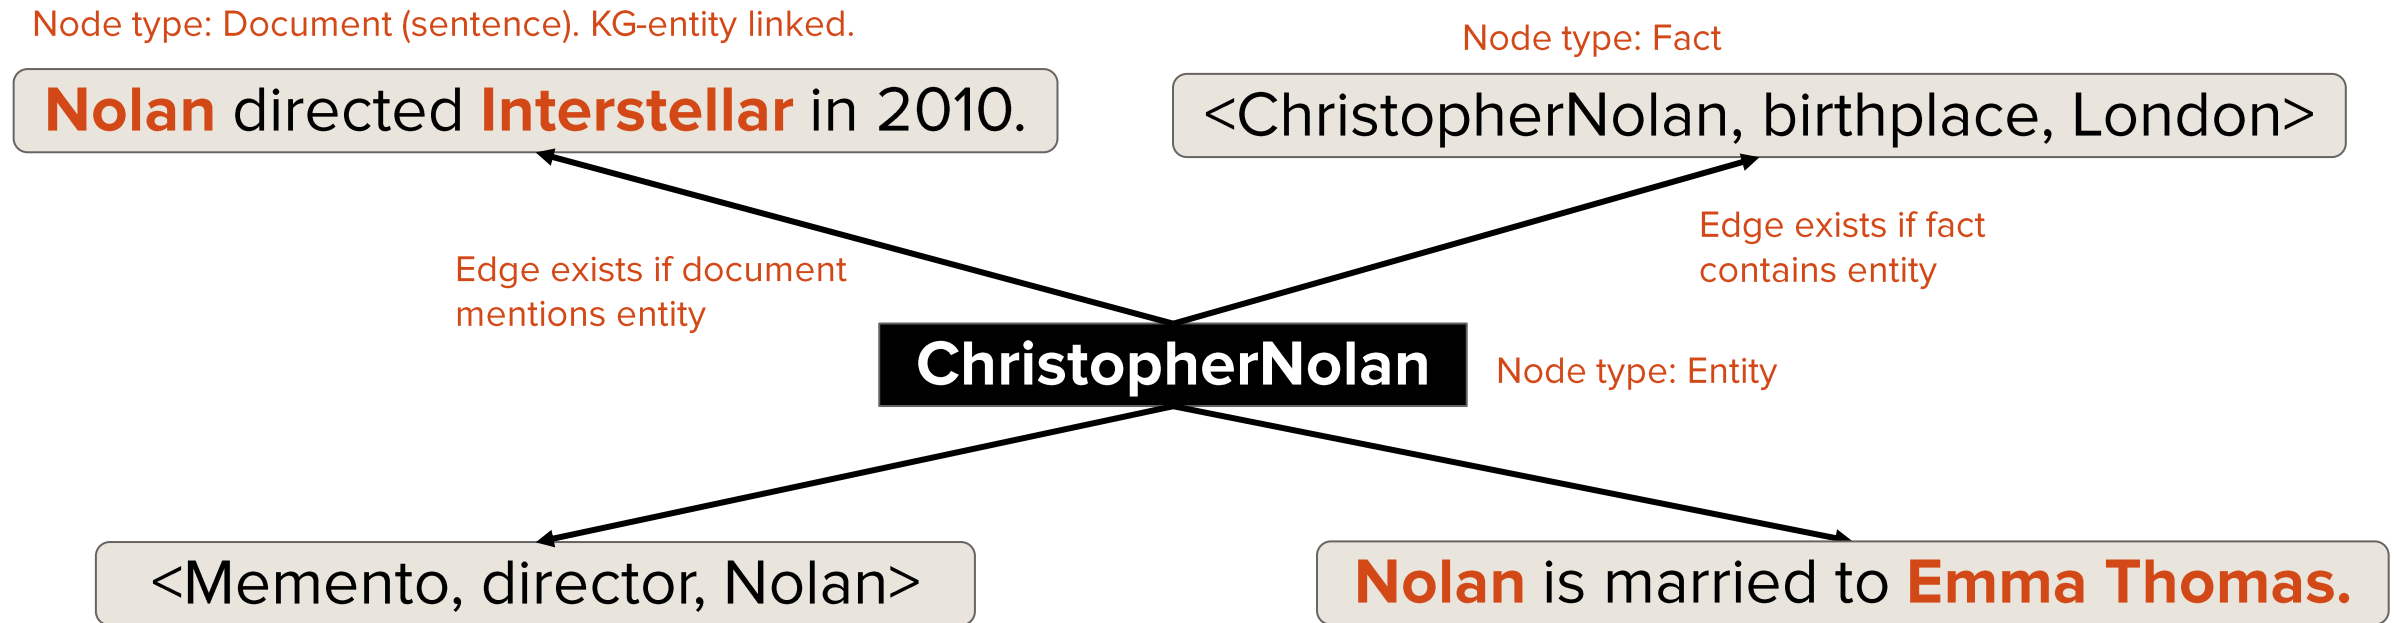 Node type: Document (sentence). KG-entity linked.
Node type: Fact
Nolan directed Interstellar in 2010.
<ChristopherNolan, birthplace, London>
Edge exists if document
mentions entity
Edge exists if fact
contains entity
ChristopherNolan
Node type: Entity
<Memento, director, Nolan>
Nolan is married to Emma Thomas.